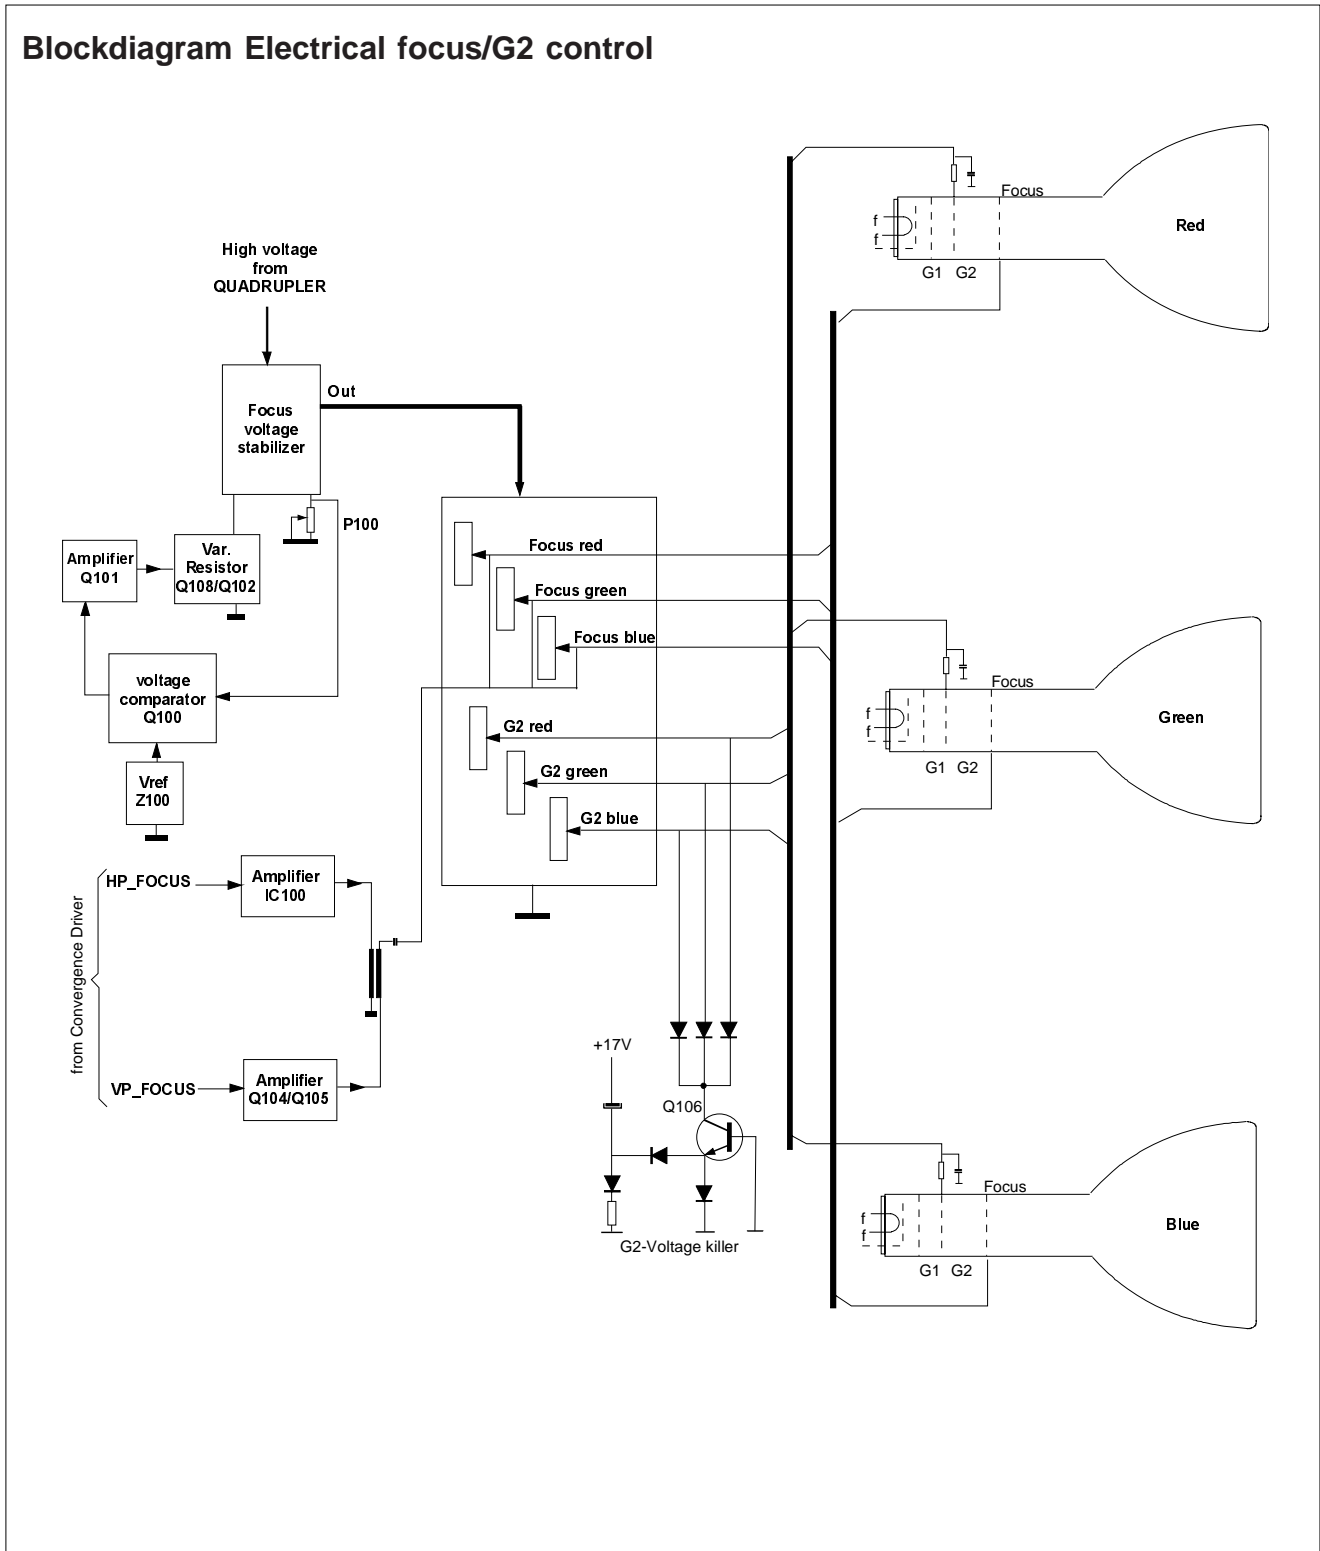 Blockdiagram Electrical focus/G2 control
High voltage
from
QUADRUPLER
Out
Focus
voltage
stabilizer
P100
Amplifier
Q101
Var.
Resistor
Q108/Q102
voltage
comparator
Q100
Vref
Z100
Focus red
Focus green
Focus blue
G2 red
G2 green
G2 blue
from Convergence Driver
HP_FOCUS
Amplifier
IC100
VP_FOCUS
Amplifier
Q104/Q105
+17V
Q106
G2-Voltage killer
Focus
f
f
G1 G2
Red
Focus
f
f
G1 G2
Green
Focus
f
f
G1 G2
Blue